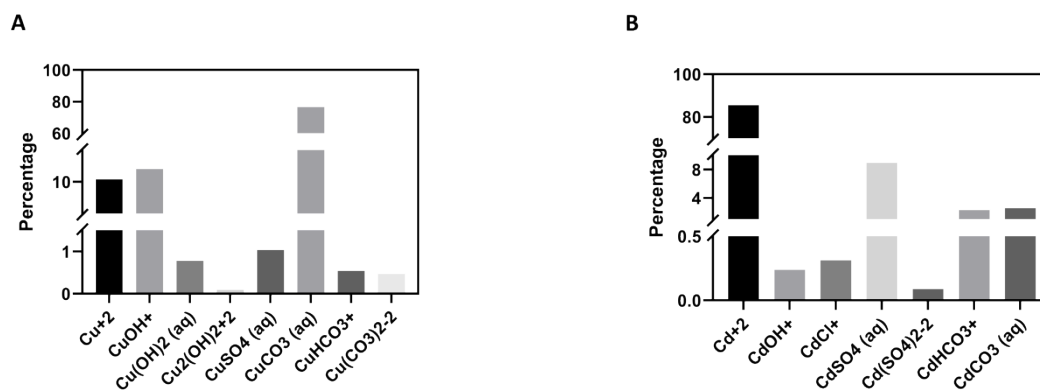 A
Percentage
100
80
60
10
1
0
Cu+2
CuOH+
Cu(OH)2 (aq)
Cu2(OH)2+2
CuSO4 (aq)
CuCO3 (aq)
CuHCO3+
Cu(CO3)2-2
B
Percentage
100
80
8
4
0.5
0.0
Cd+2
CdOH+
CdCl+
CdSO4 (aq)
Cd(SO4)2-2
CdHCO3+
CdCO3 (aq)